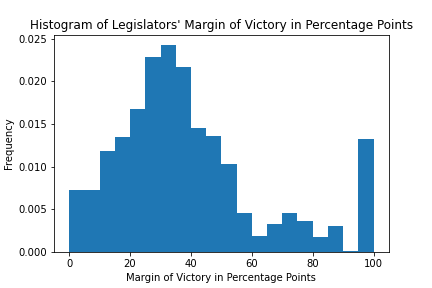 Histogram of Legislators' Margin of Victory in Percentage Points
0.025
0.020
0.015
0.010
0.005
0.000
Frequency
0 20 40 60 80 100
Margin of Victory in Percentage Points